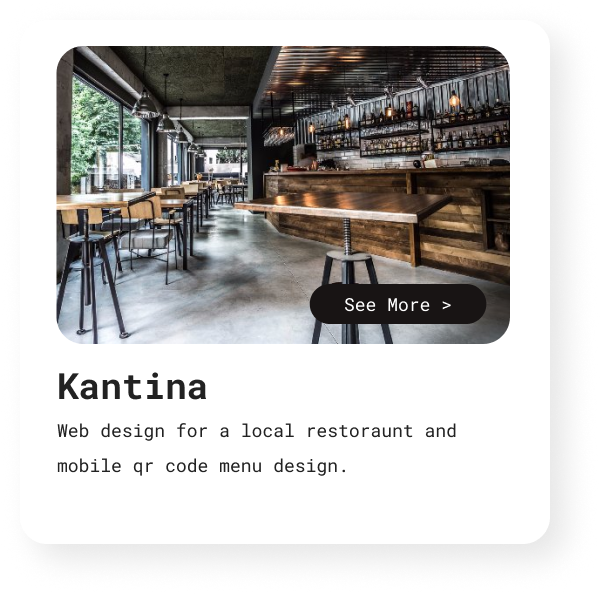 See More >
Kantina
Web design for a local restoraunt and
mobile qr code menu design.